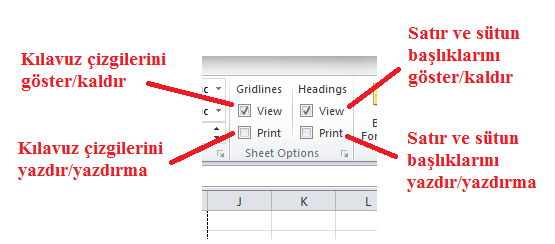 Kılavuz çizgilerini
göster/kaldır
Satır ve sütun
başlıklarını
göster/kaldır
Gridlines
Headings
View
View
Print
Print
Sheet Options
Kılavuz çizgilerini
yazdır/yazdırma
Satır ve sütun
başlıklarını
yazdır/yazdırma
J
K
L